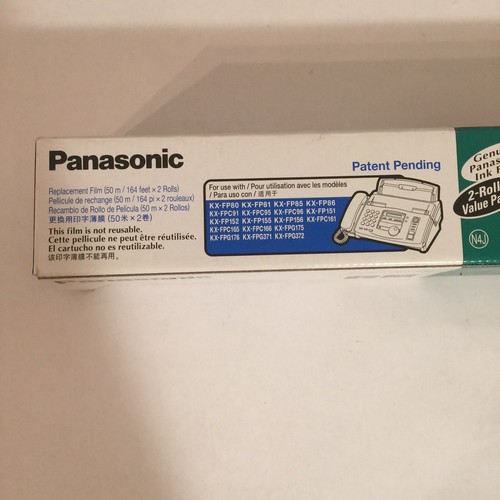 Panasonic
Replacement Film (50 m / 164 feet × 2 Rolls)
Pellicule de rechange (50 m / 164 pi × 2 rouleaux)
Recambio de Rollo de Película (50 m × 2 Rollos)
更換用印字薄膜 (50米 × 2卷)
This film is not reusable.
Cette pellicule ne peut être réutilisée.
El cartucho no es reutilizable.
该印字薄膜不能再用。
Patent Pending
For use with / Pour utilisation avec les modèles
/ Para uso con / 适用于
KX-FP80 KX-FP81 KX-FP85 KX-FP86
KX-FPC91 KX-FPC95 KX-FPC96 KX-FP151
KX-FP152 KX-FP155 KX-FP156 KX-FPC161
KX-FPC165 KX-FPC166 KX-FPG175
KX-FPG176 KX-FPG371 KX-FPG372
Genu
Panas
Ink F
2-Roll
Value Pa
N4J